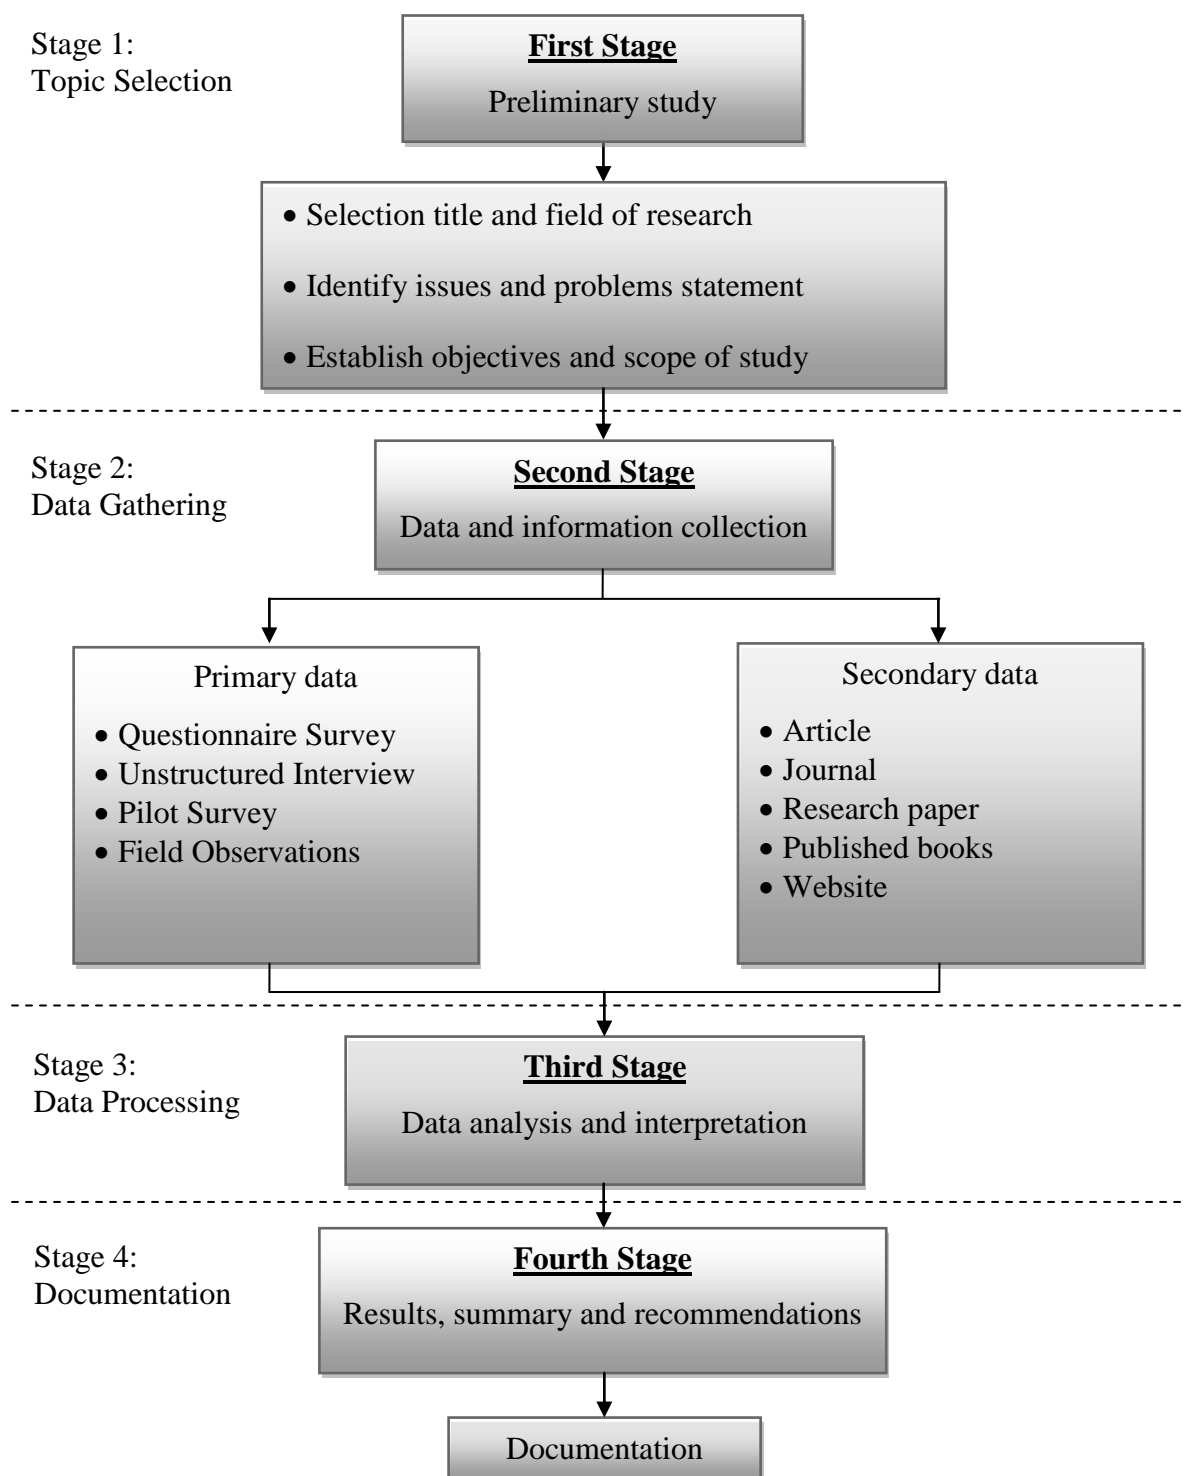 Stage 1:
Topic Selection
First Stage
Preliminary study
• Selection title and field of research
• Identify issues and problems statement
• Establish objectives and scope of study
Stage 2:
Data Gathering
Second Stage
Data and information collection
Primary data
• Questionnaire Survey
• Unstructured Interview
• Pilot Survey
• Field Observations
Secondary data
• Article
• Journal
• Research paper
• Published books
• Website
Stage 3:
Data Processing
Third Stage
Data analysis and interpretation
Stage 4:
Documentation
Fourth Stage
Results, summary and recommendations
Documentation